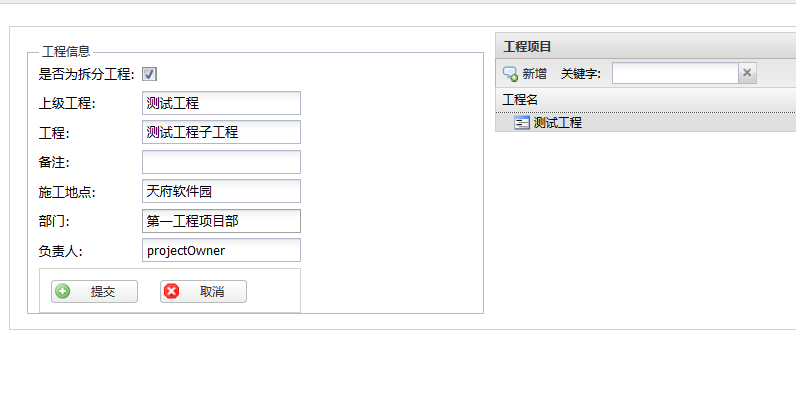 工程信息
是否为拆分工程:
上级工程: 测试工程
工程: 测试工程子工程
备注:
施工地点: 天府软件园
部门: 第一工程项目部
负责人: projectOwner
提交 取消
工程项目
新增 关键字:
工程名
测试工程